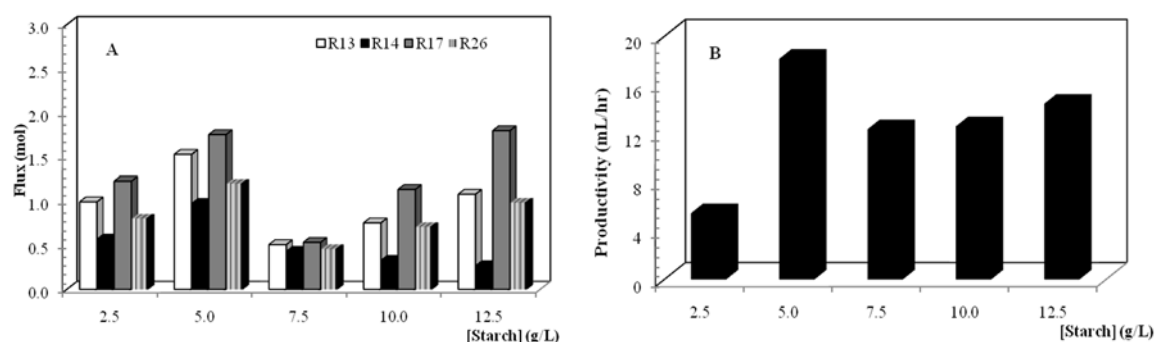 A
R13 R14 R17 R26
Flux (mol)
3.0
2.5
2.0
1.5
1.0
0.5
0.0
2.5 5.0 7.5 10.0 12.5
[Starch] (g/L)
B
Productivity (mL/hr)
20
16
12
8
4
0
2.5 5.0 7.5 10.0 12.5
[Starch] (g/L)